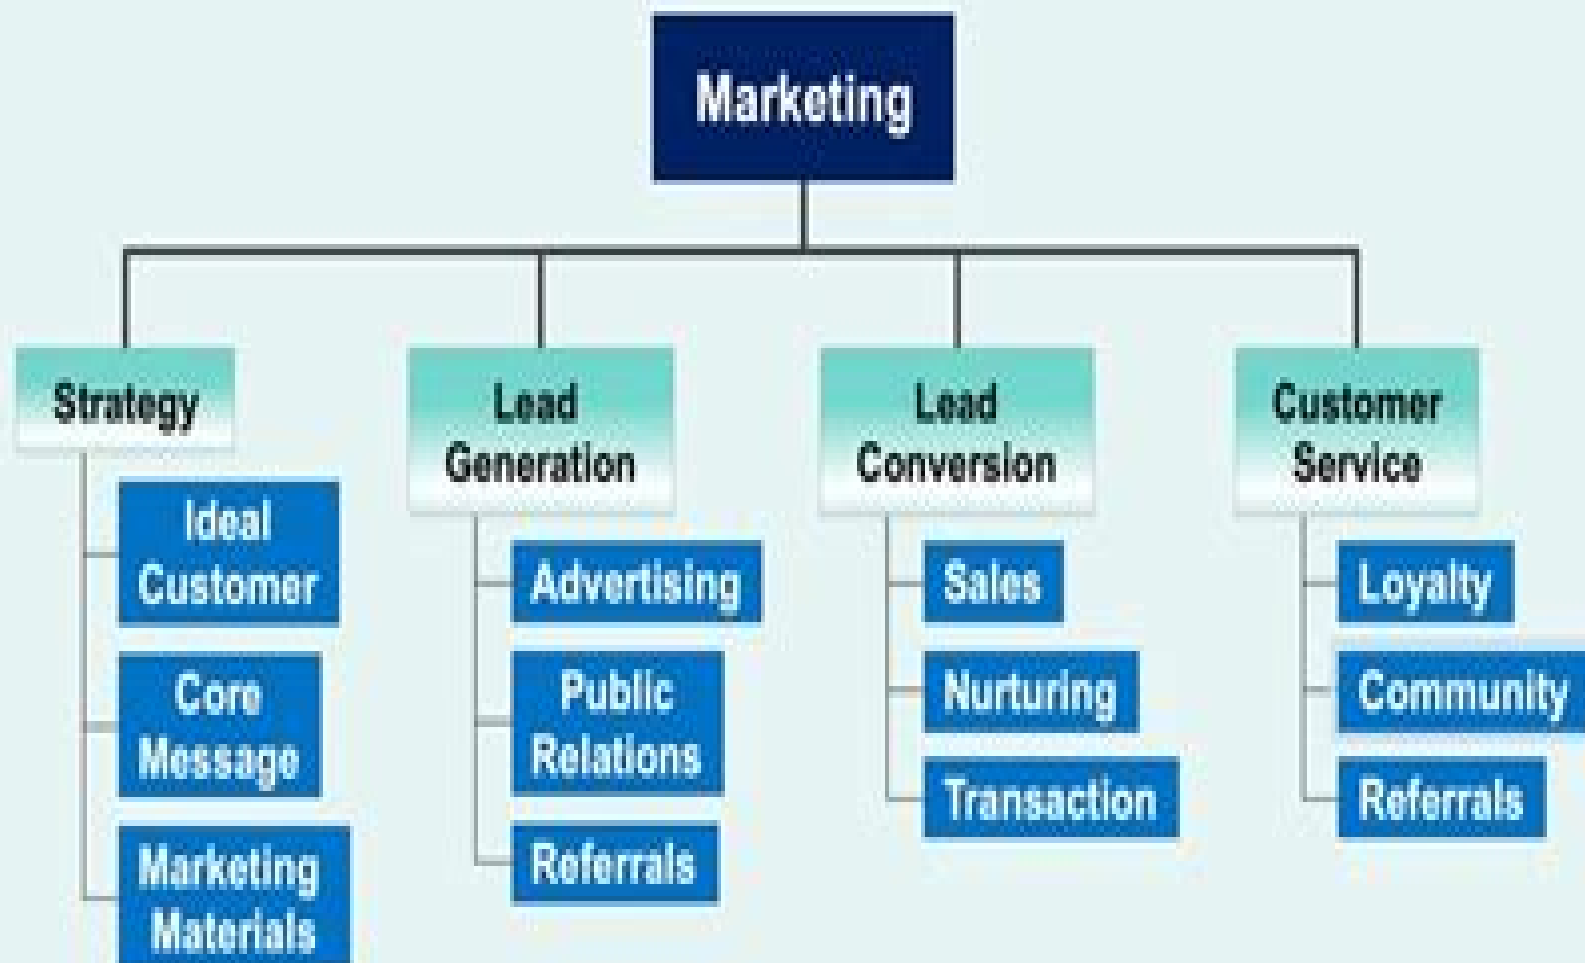 Marketing
Strategy
Ideal
Customer
Core
Message
Marketing
Materials
Lead
Generation
Advertising
Public
Relations
Referrals
Lead
Conversion
Sales
Nurturing
Transaction
Customer
Service
Loyalty
Community
Referrals